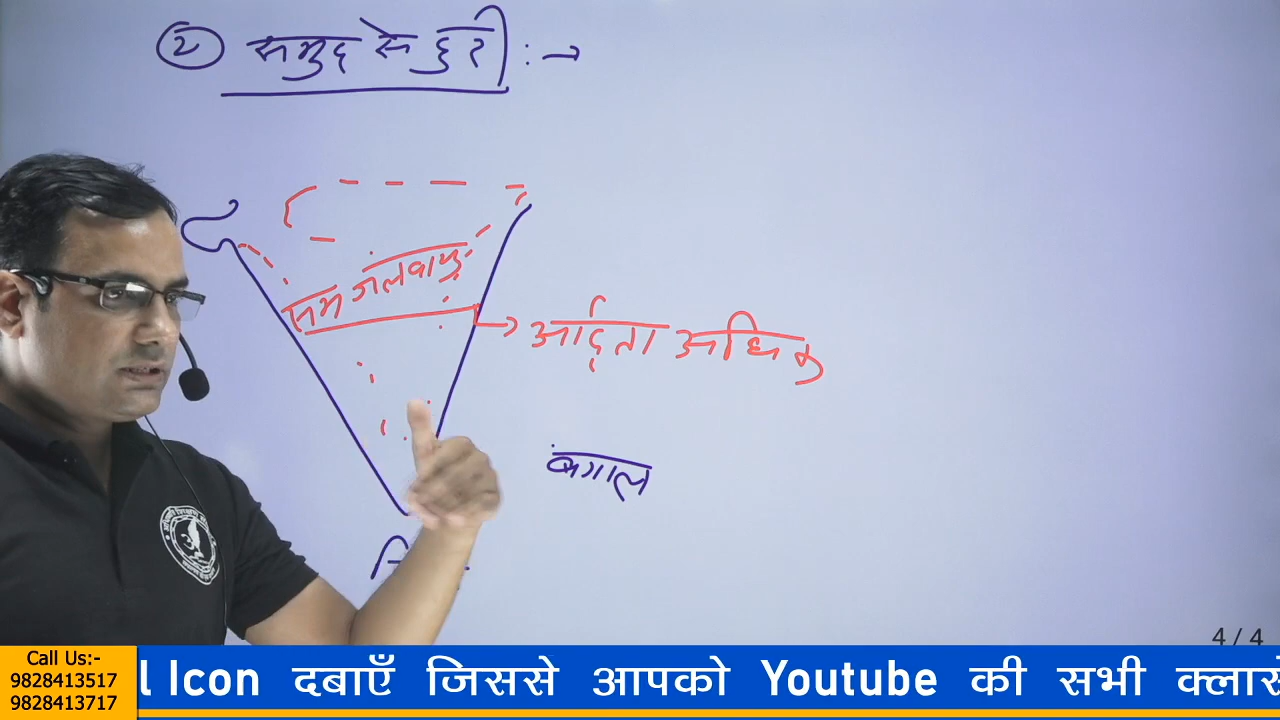 ② समुद्र से दुरी :→
सम जलवायु
→ आर्द्रता अधिक
बंगाल
4 / 4
Call Us:-
9828413517
9828413717
l Icon दबाएँ जिससे आपको Youtube की सभी क्लासे